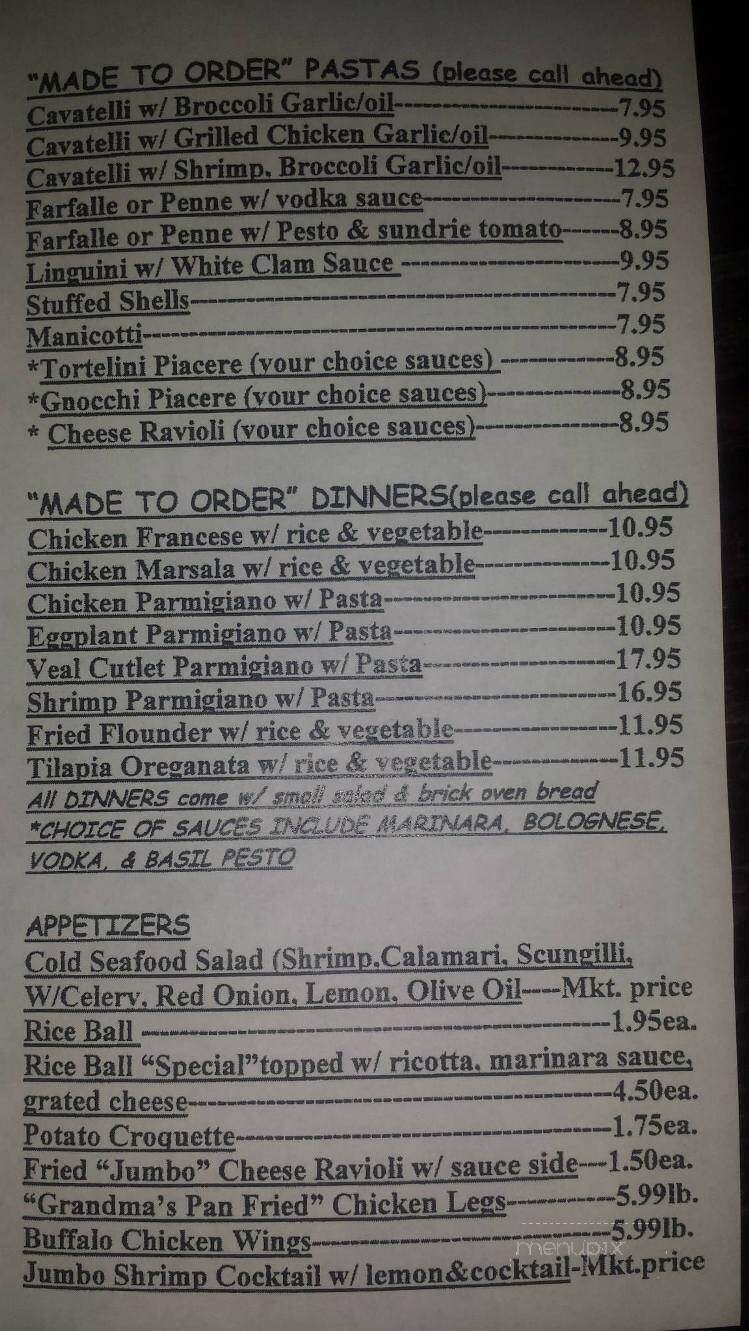 "MADE TO ORDER" PASTAS (please call ahead)
Cavatelli w/ Broccoli Garlic/oil-----------------------7.95
Cavatelli w/ Grilled Chicken Garlic/oil-------------9.95
Cavatelli w/ Shrimp, Broccoli Garlic/oil-----------12.95
Farfalle or Penne w/ vodka sauce--------------------7.95
Farfalle or Penne w/ Pesto & sundrie tomato------8.95
Linguini w/ White Clam Sauce ----------------------9.95
Stuffed Shells-------------------------------------------7.95
Manicotti------------------------------------------------7.95
*Tortelini Piacere (your choice sauces) -----------8.95
*Gnocchi Piacere (your choice sauces)-------------8.95
* Cheese Ravioli (your choice sauces)--------------8.95
"MADE TO ORDER" DINNERS(please call ahead)
Chicken Francese w/ rice & vegetable------------10.95
Chicken Marsala w/ rice & vegetable-------------10.95
Chicken Parmigiano w/ Pasta-----------------------10.95
Eggplant Parmigiano w/ Pasta----------------------10.95
Veal Cutlet Parmigiano w/ Pasta-------------------17.95
Shrimp Parmigiano w/ Pasta------------------------16.95
Fried Flounder w/ rice & vegetable----------------11.95
Tilapia Oreganata w/ rice & vegetable------------11.95
All DINNERS come w/ small salad & brick oven bread
*CHOICE OF SAUCES INCLUDE MARINARA, BOLOGNESE,
VODKA, & BASIL PESTO
APPETIZERS
Cold Seafood Salad (Shrimp,Calamari, Scungilli,
W/Celery, Red Onion, Lemon, Olive Oil----Mkt. price
Rice Ball -----------------------------------------------1.95ea.
Rice Ball "Special"topped w/ ricotta, marinara sauce,
grated cheese------------------------------------------4.50ea.
Potato Croquette--------------------------------------1.75ea.
Fried "Jumbo" Cheese Ravioli w/ sauce side---1.50ea.
"Grandma's Pan Fried" Chicken Legs-----------5.99lb.
Buffalo Chicken Wings------------------------------5.99lb.
menupix
Jumbo Shrimp Cocktail w/ lemon&cocktail-Mkt.price